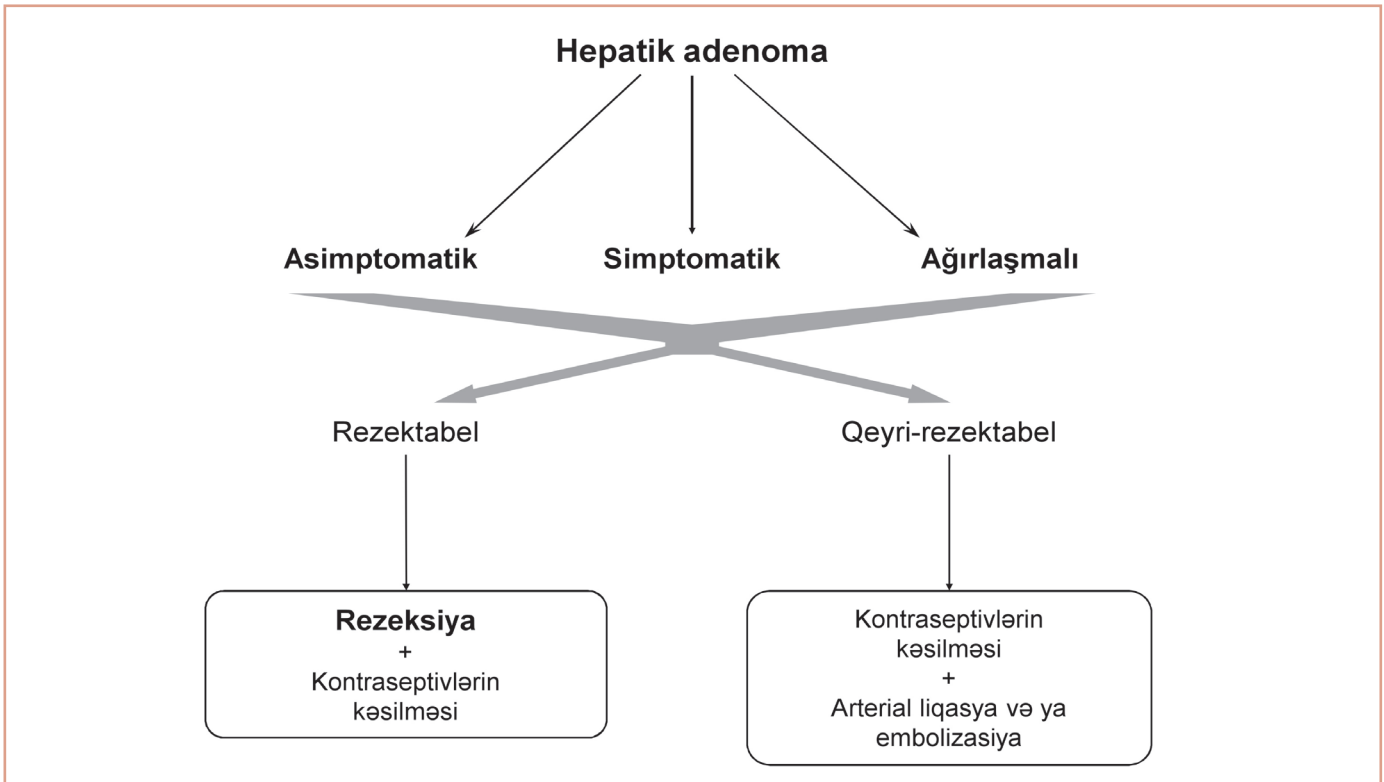 Hepatik adenoma
Asimptomatik
Simptomatik
Ağırlaşmalı
Rezektabel
Qeyri-rezektabel
Rezeksiya
+
Kontraseptivlərin
kəsilməsi
Kontraseptivlərin
kəsilməsi
+
Arterial liqasya və ya
embolizasiya